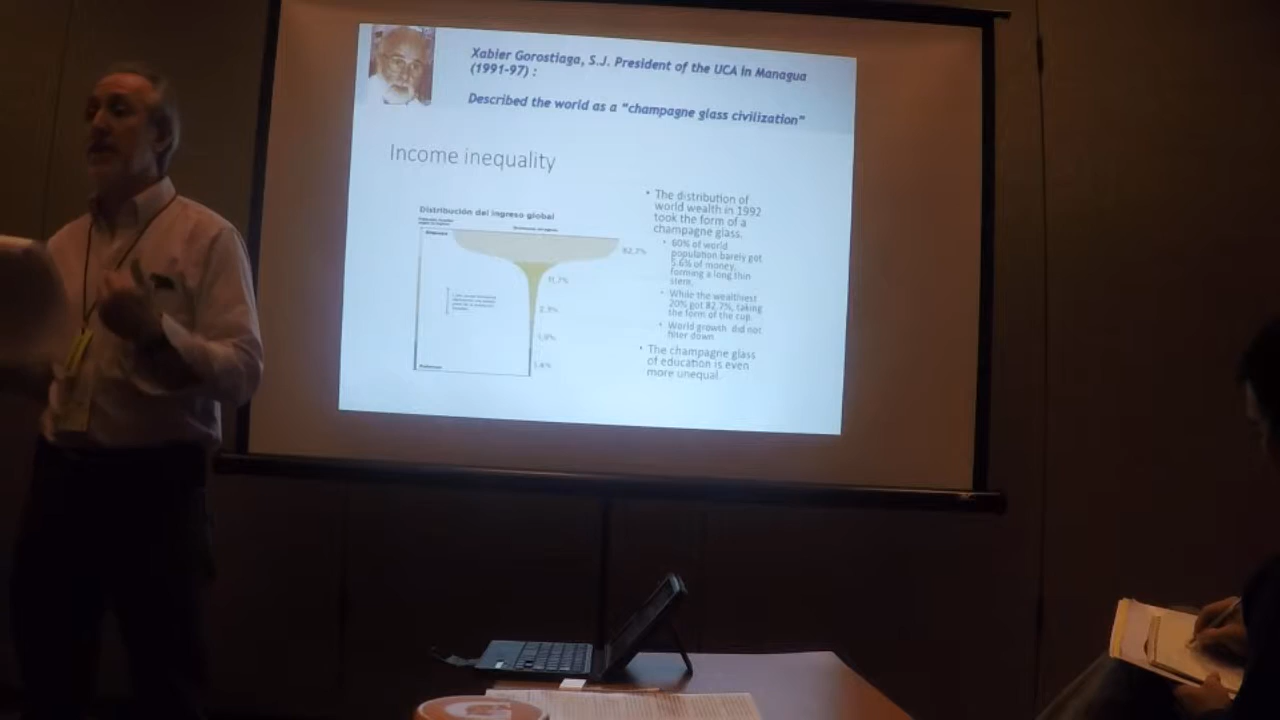 Xabier Gorostiaga, S.J. President of the UCA in Managua
(1991-97) :
Described the world as a “champagne glass civilization”
Income inequality
Distribución del ingreso global
82,7%
11,7%
2,3%
1,9%
1,4%
• The distribution of
world wealth in 1992
took the form of a
champagne glass.
• 60% of world
population barely got
5.6% of money,
forming a long thin
stem.
• While the wealthiest
20% got 82.7%, taking
the form of the cup.
• World growth did not
filter down
• The champagne glass
of education is even
more unequal.